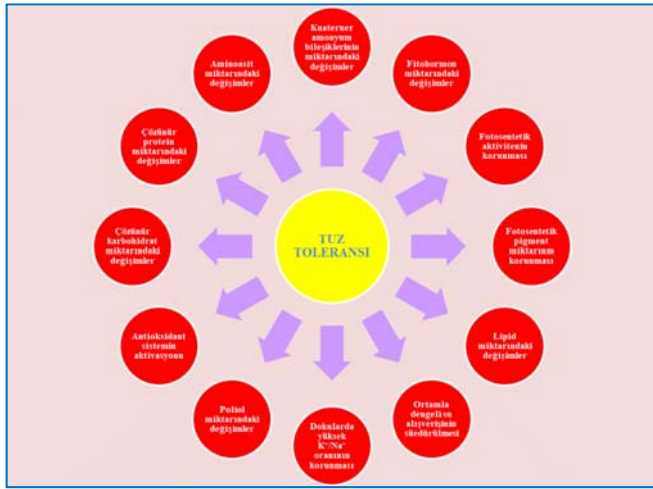 TUZ
TOLERANSI
Kuaterner
amonyum
bileşiklerinin
miktarındaki
değişimler
Fitohormon
miktarındaki
değişimler
Fotosentetik
aktivitenin
korunması
Fotosentetik
pigment
miktarının
korunması
Lipid
miktarındaki
değişimler
Ortamla
dengeli su
alışverişinin
süedürülmesi
Dokularda
yüksek
K⁺/Na⁺
oranının
korunması
Poliol
miktarındaki
değişimler
Antioksidant
sistemin
aktivasyonu
Çözünür
karbohidrat
miktarındaki
değişimler
Çözünür
protein
miktarındaki
değişimler
Aminoasit
miktarındaki
değişimler